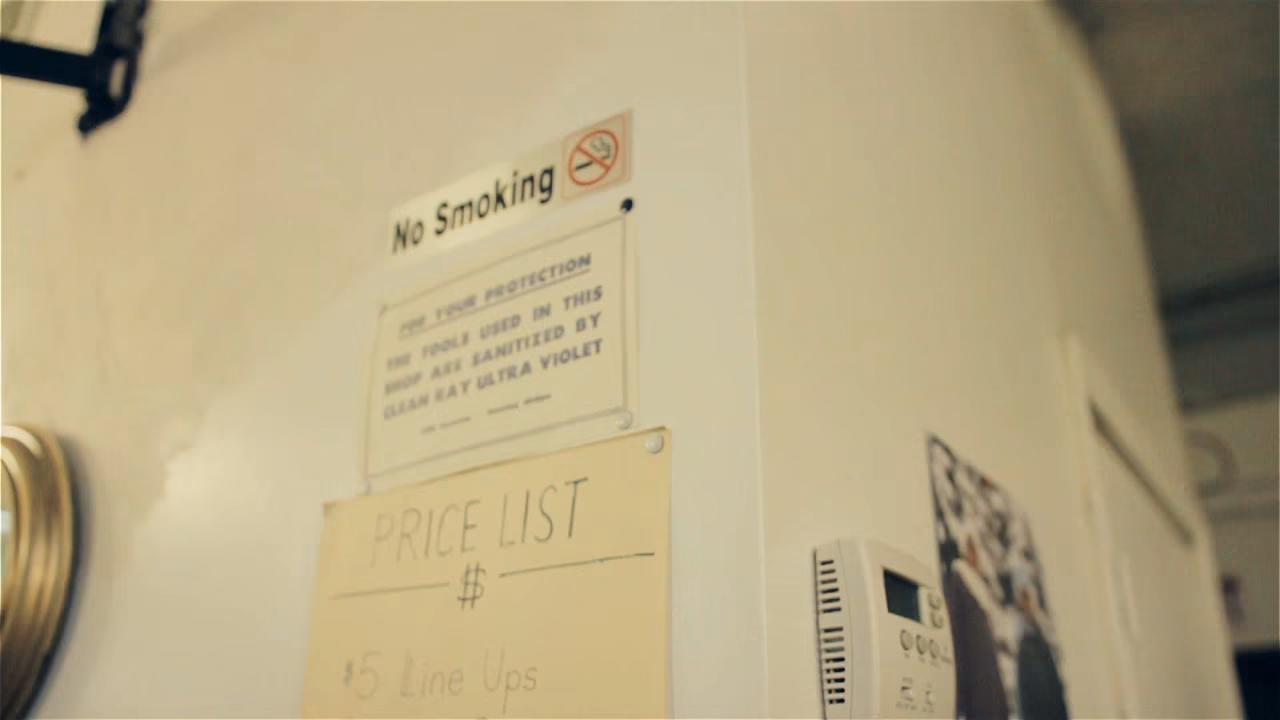 No Smoking
FOR YOUR PROTECTION
THE TOOLS USED IN THIS
SHOP ARE SANITIZED BY
CLEAN RAY ULTRA VIOLET
PRICE LIST
$
$5 Line Ups